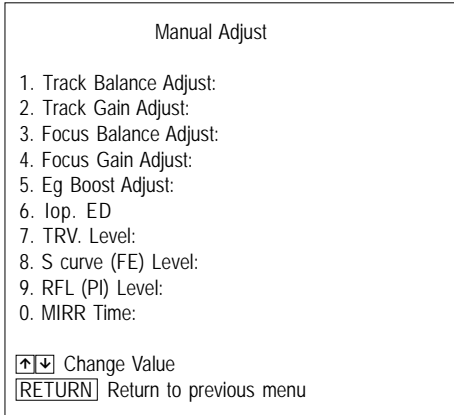 Manual Adjust
1. Track Balance Adjust:
2. Track Gain Adjust:
3. Focus Balance Adjust:
4. Focus Gain Adjust:
5. Eg Boost Adjust:
6. Iop. ED
7. TRV. Level:
8. S curve (FE) Level:
9. RFL (PI) Level:
0. MIRR Time:
↑↓ Change Value
RETURN Return to previous menu